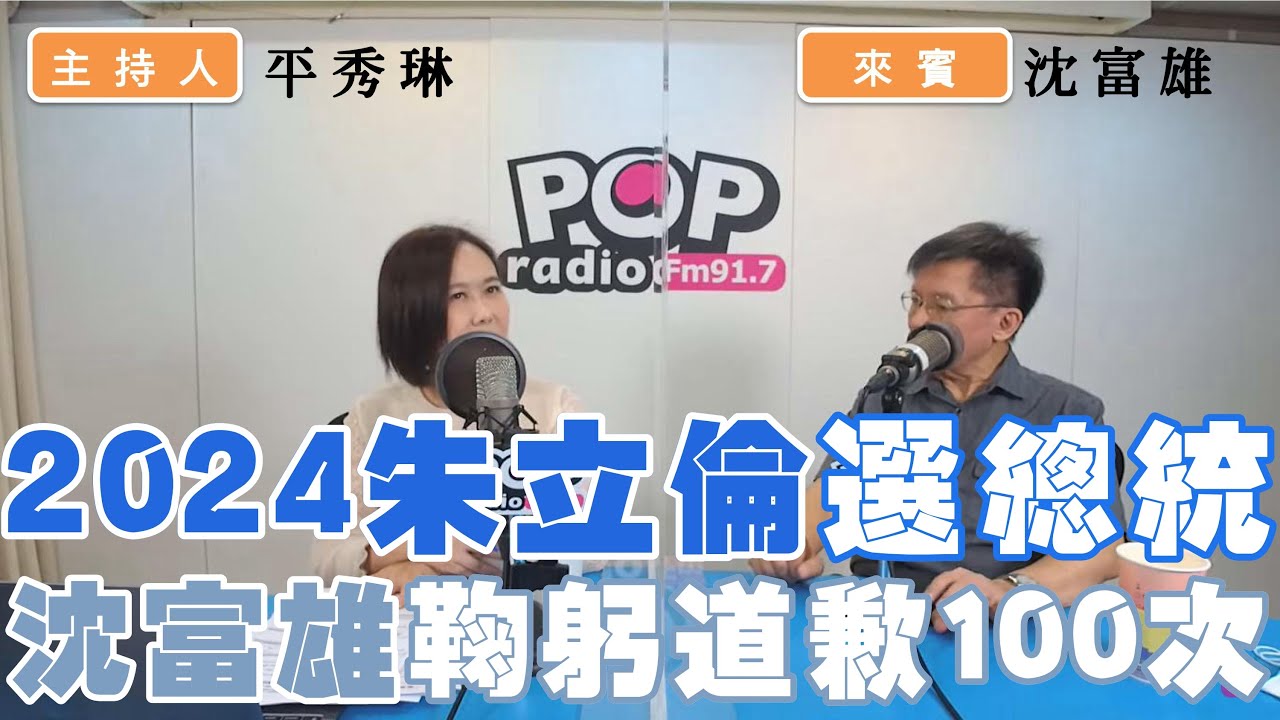 主持人 平秀琳
來賓 沈富雄
POP
radio Fm91.7
2024朱立倫選總統
沈富雄鞠躬道歉100次